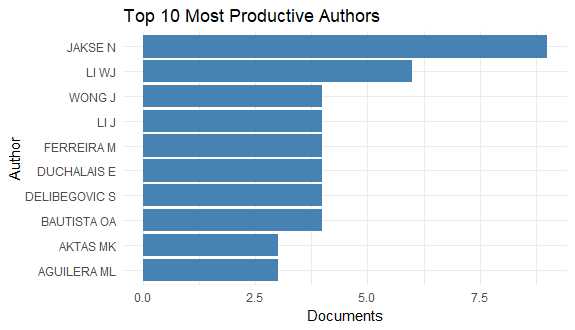 Top 10 Most Productive Authors
Author
JAKSE N
LI WJ
WONG J
LI J
FERREIRA M
DUCHALAIS E
DELIBEGOVIC S
BAUTISTA OA
AKTAS MK
AGUILERA ML
0.0 2.5 5.0 7.5
Documents